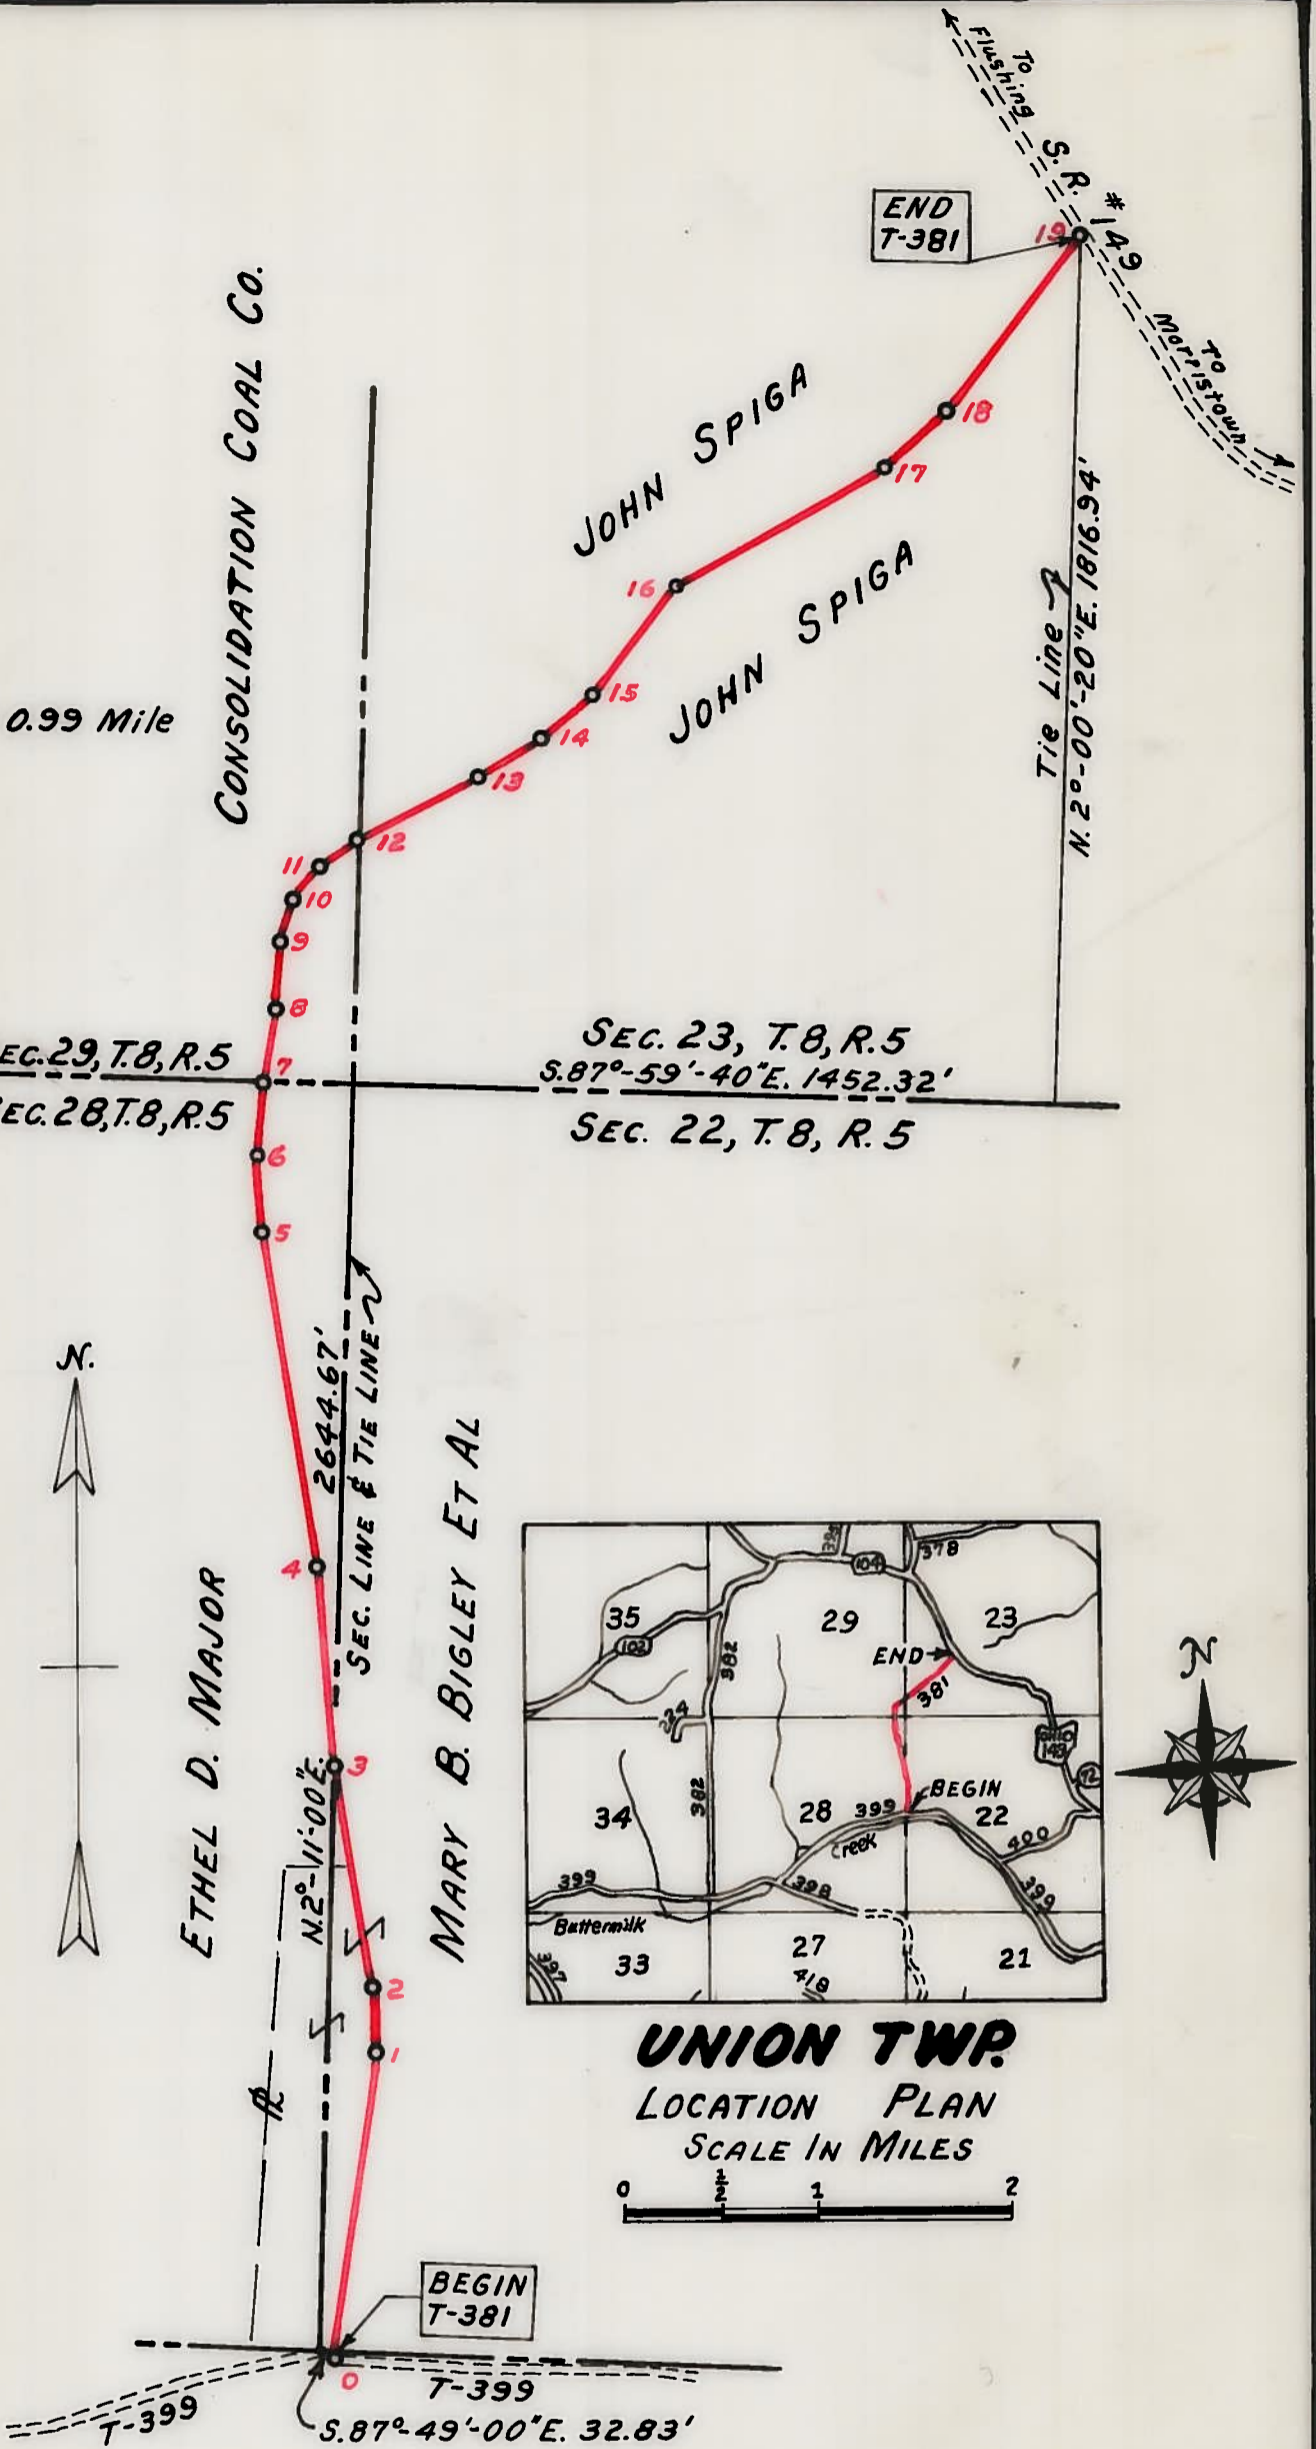 To
Flushing
S. R. #149
END
T-381
19
To
Morristown
CONSOLIDATION COAL CO.
JOHN SPIGA
18
17
16
JOHN SPIGA
15
14
13
12
11
10
9
8
0.99 Mile
Tie Line
N. 2°-00'-20"E. 1816.94'
EC. 29, T. 8, R. 5
7
SEC. 23, T. 8, R. 5
S. 87°-59'-40"E. 1452.32'
EC. 28, T. 8, R. 5
SEC. 22, T. 8, R. 5
6
5
N.
2644.67'
SEC. LINE & TIE LINE
4
ETHEL D. MAJOR
MARY B. BIGLEY ET AL
3
N. 2°-11'-00"E.
2
1
35
102
382
29
104
378
23
END
381
34
382
28
399
BEGIN
22
OHIO
149
72
400
Creek
399
398
399
Buttermilk
33
397
27
418
21
N
UNION TWP.
LOCATION PLAN
SCALE IN MILES
0 ½ 1 2
BEGIN
T-381
0
T-399
T-399
S. 87°-49'-00"E. 32.83'